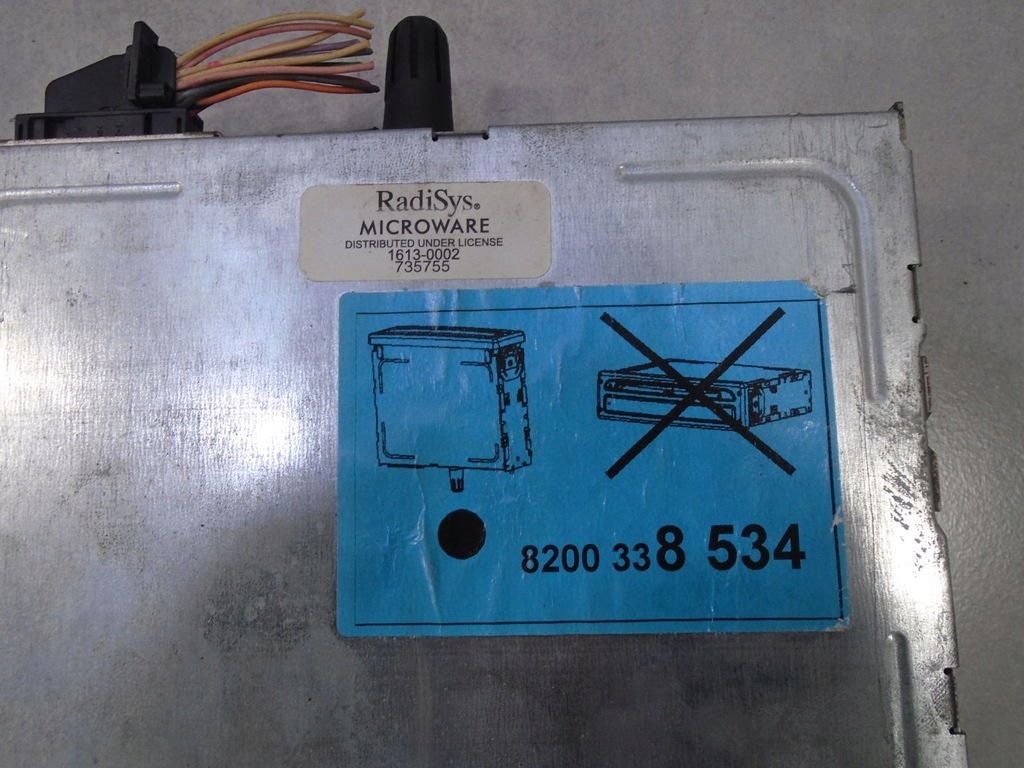 RadiSys®
MICROWARE
DISTRIBUTED UNDER LICENSE
1613-0002
735755
8200 338 534